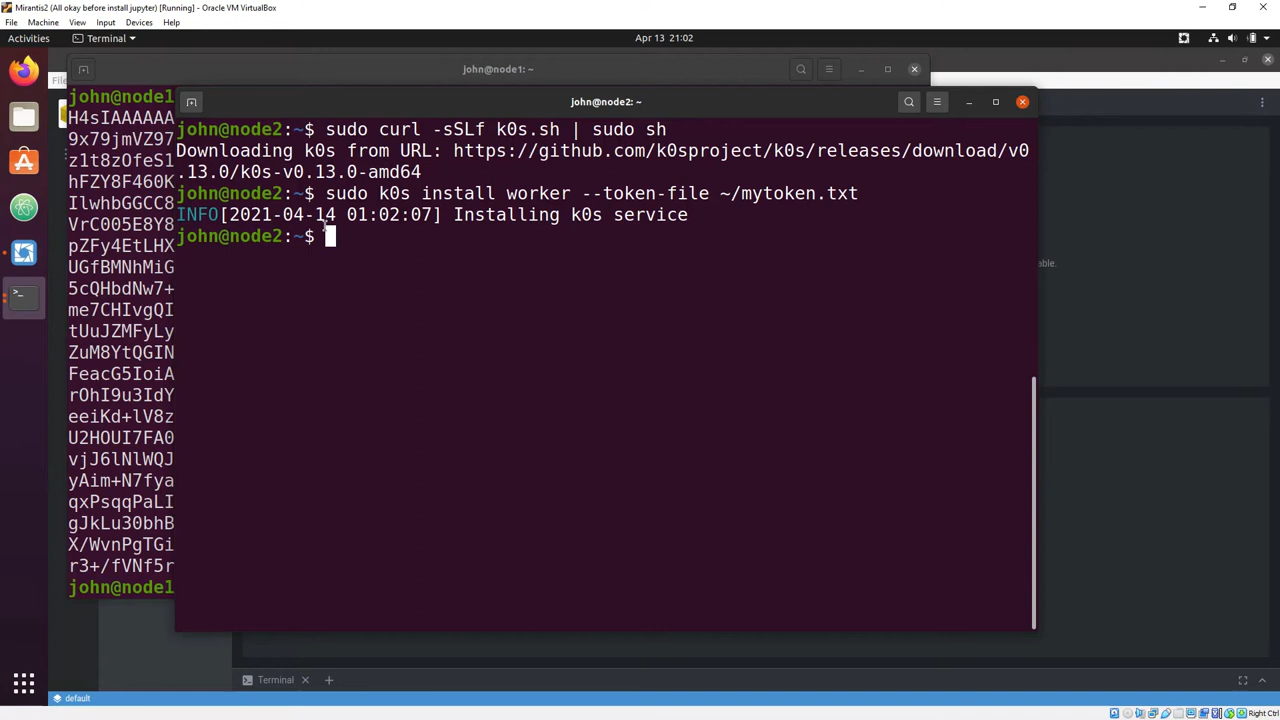 Mirantis2 (All okay before install jupyter) [Running] - Oracle VM VirtualBox
File Machine View Input Devices Help
Activities Terminal Apr 13 21:02
john@node1: ~
File
john@node1
H4sIAAAAAA
9x79jmVZ97
z1t8zOfeS1
hFZY8F460K
IlwhbGGCC8
VrC005E8Y8
pZFy4EtLHX
UGfBMNhMiG
5cQHbdNw7+
me7CHIvgQI
tUuJZMFyLy
ZuM8YtQGIN
FeacG5IoiA
rOhI9u3IdY
eeiKd+lV8z
U2HOUI7FA0
vjJ6lNlWQJ
yAim+N7fya
qxPsqqPaLI
gJkLu30bhB
X/WvnPgTGi
r3+/fVNf5r
john@node1
john@node2: ~
john@node2:~$ sudo curl -sSLf k0s.sh | sudo sh
Downloading k0s from URL: https://github.com/k0sproject/k0s/releases/download/v0
.13.0/k0s-v0.13.0-amd64
john@node2:~$ sudo k0s install worker --token-file ~/mytoken.txt
INFO[2021-04-14 01:02:07] Installing k0s service
john@node2:~$
able.
Terminal
default
Right Ctrl